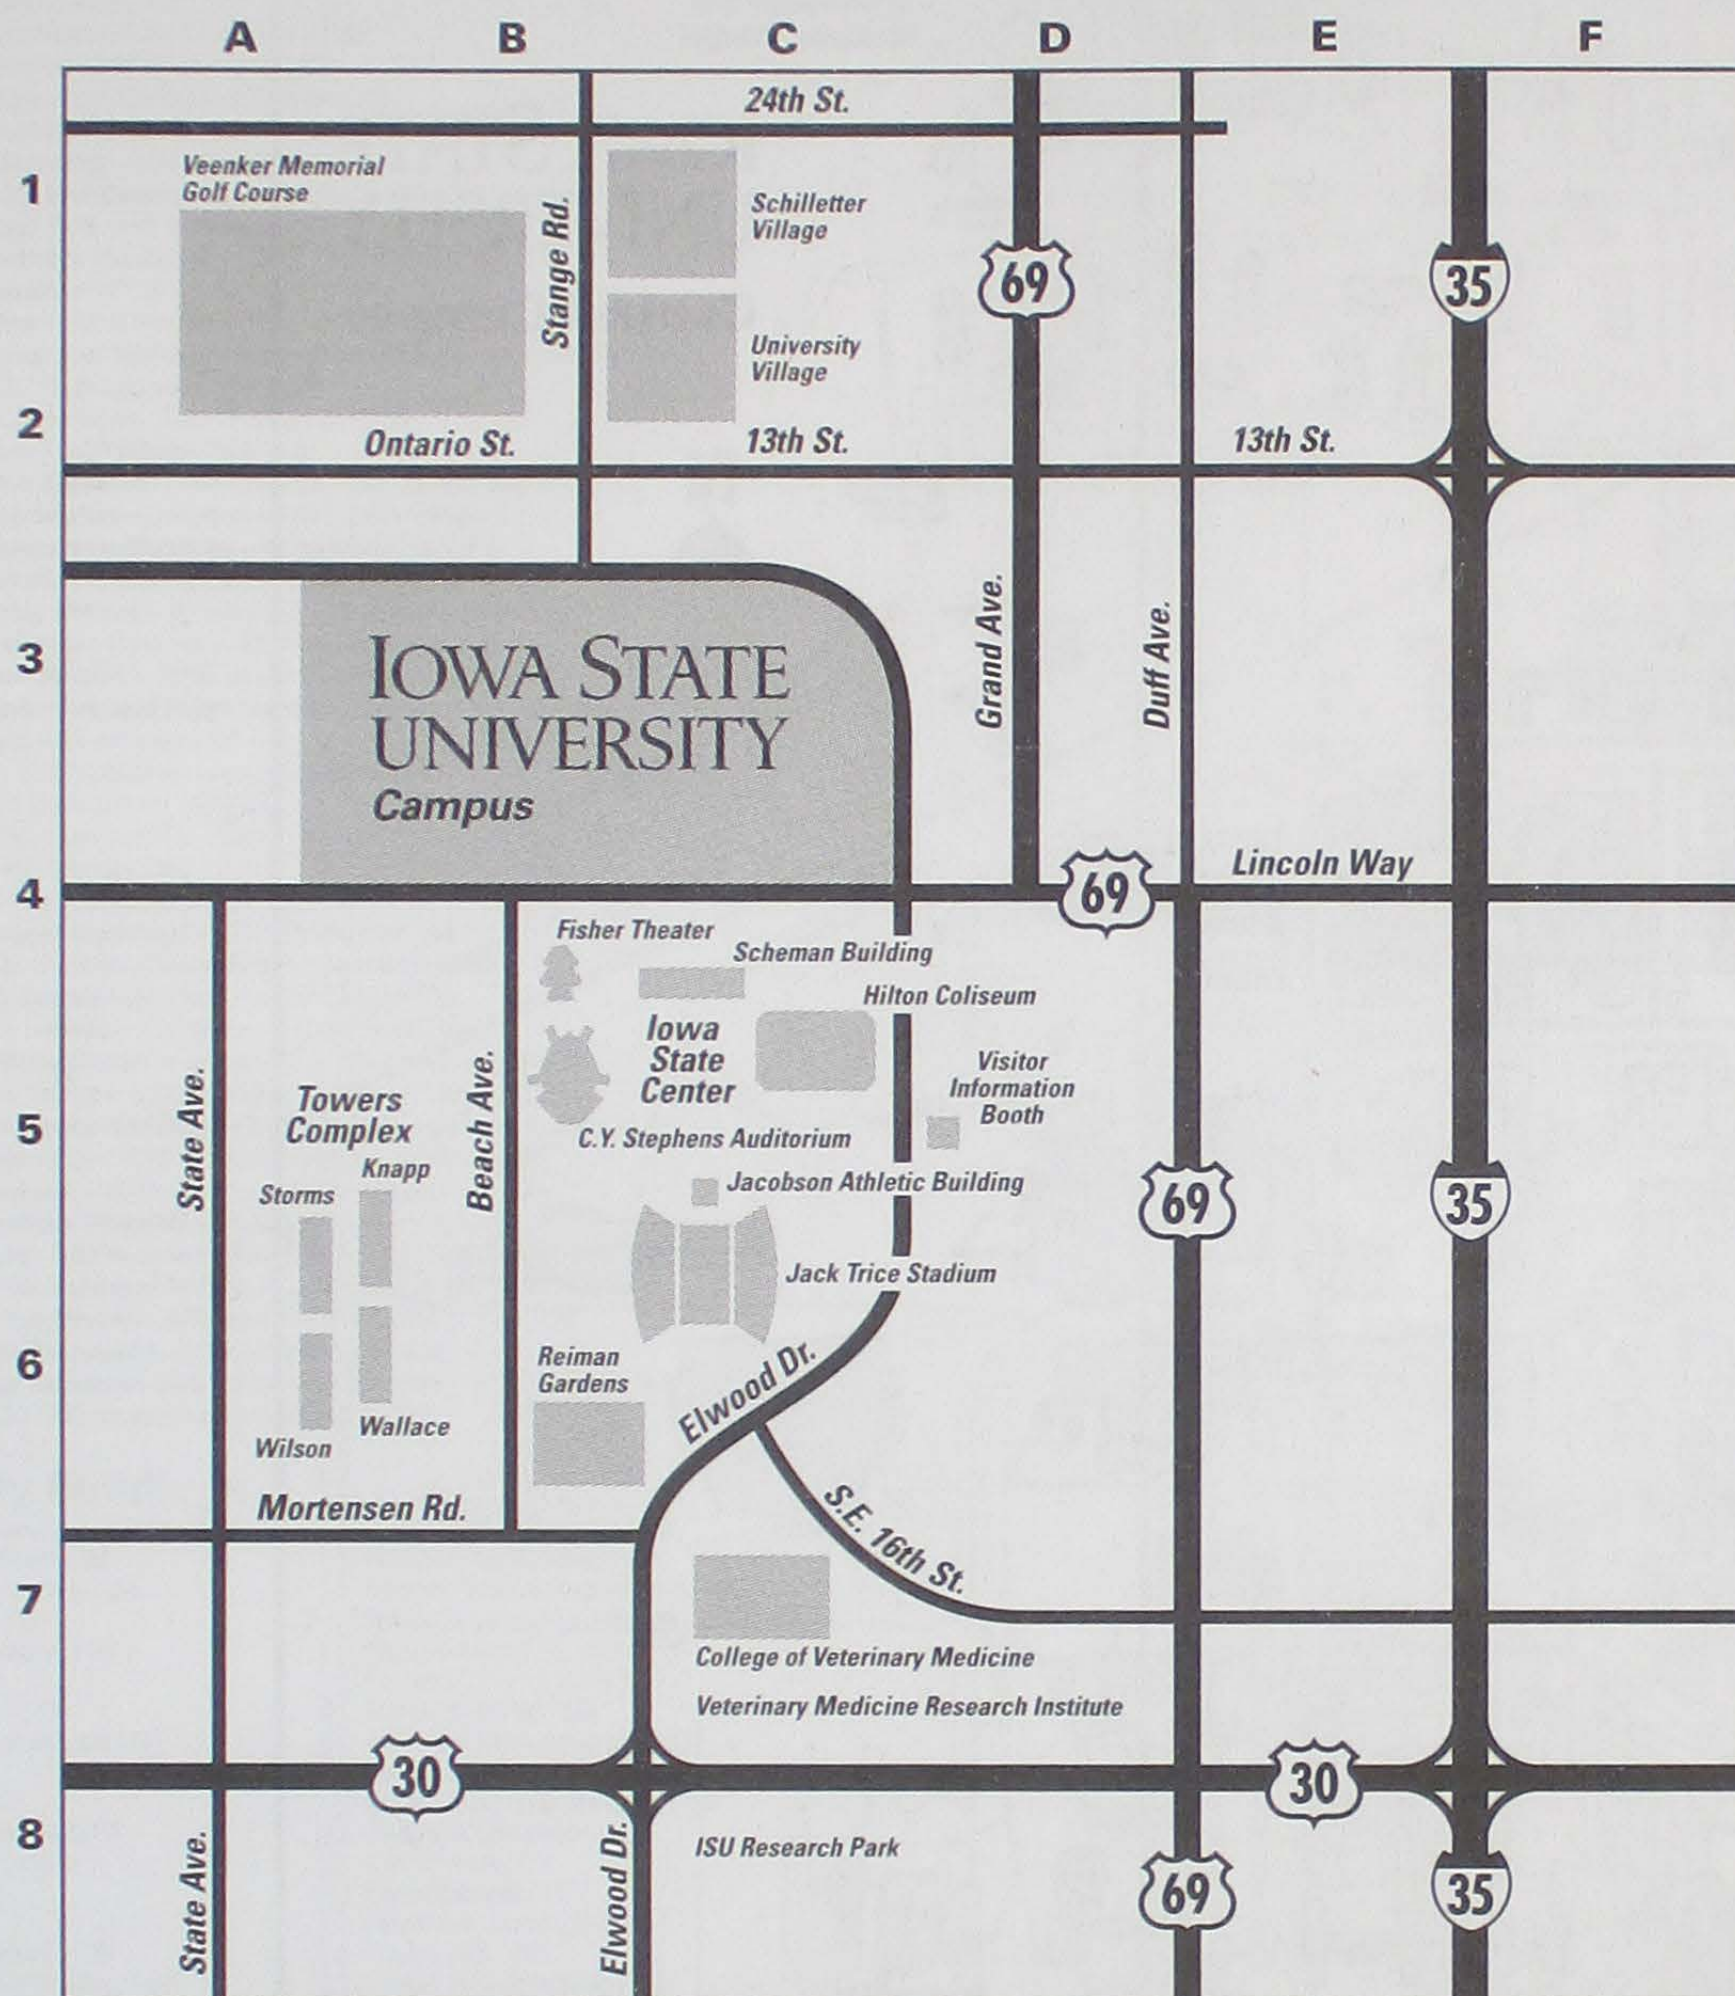 A B C D E F
24th St.
1
Veenker Memorial
Golf Course
Stange Rd.
Schilletter
Village
69
35
University
Village
2
Ontario St.
13th St.
13th St.
3
IOWA STATE
UNIVERSITY
Campus
Grand Ave.
Duff Ave.
4
69
Lincoln Way
Fisher Theater
Scheman Building
Hilton Coliseum
Iowa
State
Center
Visitor
Information
Booth
5
State Ave.
Towers
Complex
Beach Ave.
C.Y. Stephens Auditorium
Knapp
Storms
Jacobson Athletic Building
69
35
Jack Trice Stadium
6
Reiman
Gardens
Elwood Dr.
Wallace
Wilson
Mortensen Rd.
S.E. 16th St.
7
College of Veterinary Medicine
Veterinary Medicine Research Institute
30
30
8
State Ave.
Elwood Dr.
ISU Research Park
69
35